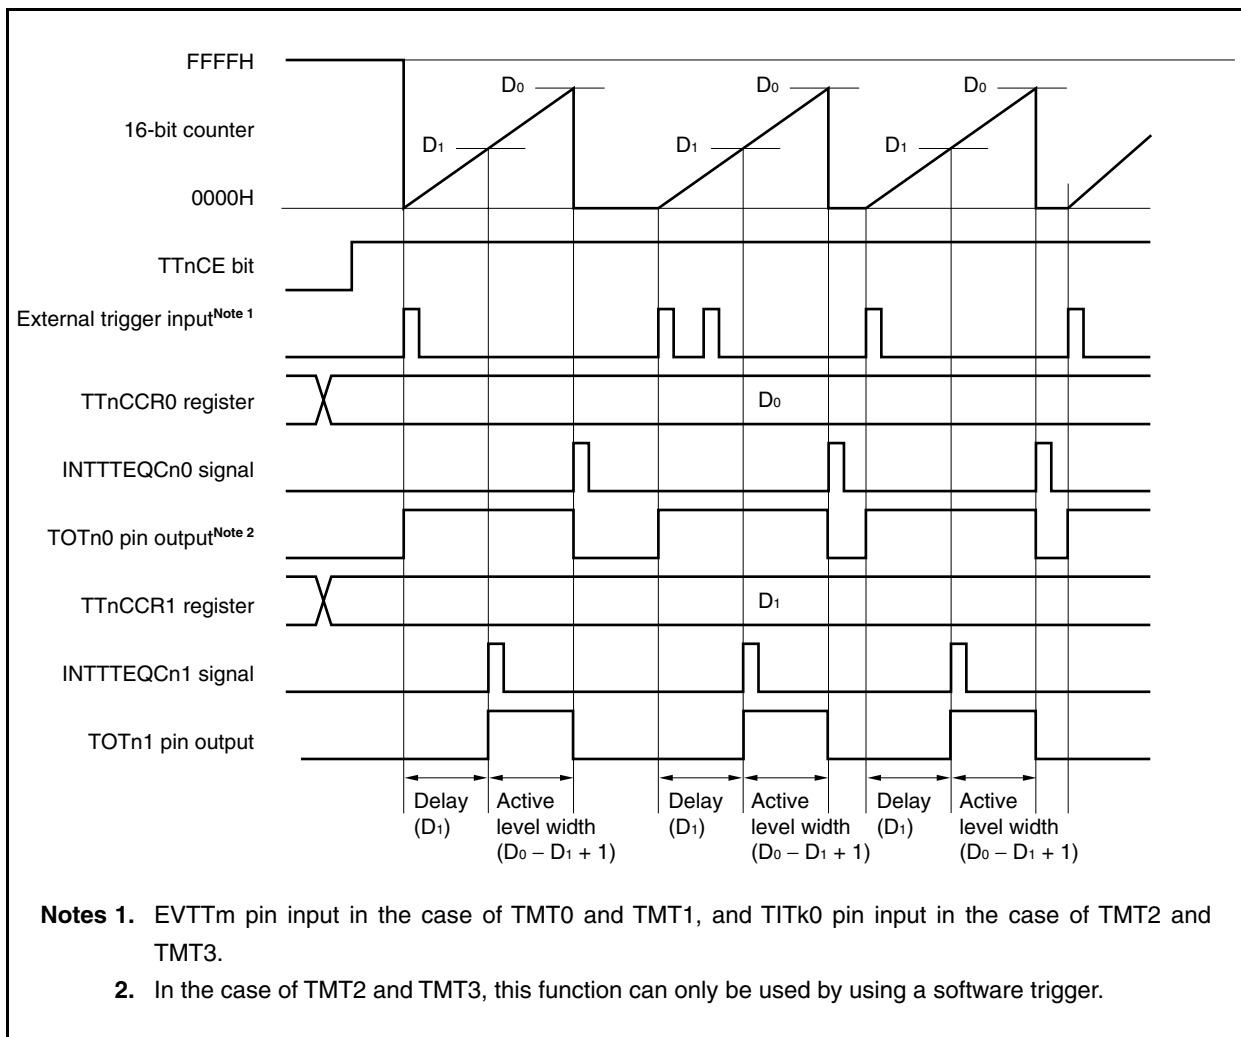 FFFFH
D0 D0 D0
16-bit counter
D1 D1 D1
0000H
TTnCE bit
External trigger inputNote 1
TTnCCR0 register D0
INTTTEQCn0 signal
TOTn0 pin outputNote 2
TTnCCR1 register D1
INTTTEQCn1 signal
TOTn1 pin output
Delay Active Delay Active Delay Active
(D1) level width (D1) level width (D1) level width
(D0 − D1 + 1) (D0 − D1 + 1) (D0 − D1 + 1)
Notes 1. EVTTm pin input in the case of TMT0 and TMT1, and TITk0 pin input in the case of TMT2 and
TMT3.
2. In the case of TMT2 and TMT3, this function can only be used by using a software trigger.